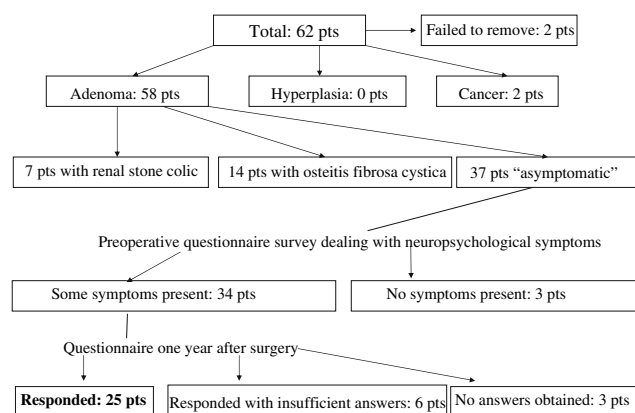 Total: 62 pts
Failed to remove: 2 pts
Adenoma: 58 pts
Hyperplasia: 0 pts
Cancer: 2 pts
7 pts with renal stone colic
14 pts with osteitis fibrosa cystica
37 pts “asymptomatic”
Preoperative questionnaire survey dealing with neuropsychological symptoms
Some symptoms present: 34 pts
No symptoms present: 3 pts
Questionnaire one year after surgery
Responded: 25 pts
Responded with insufficient answers: 6 pts
No answers obtained: 3 pts